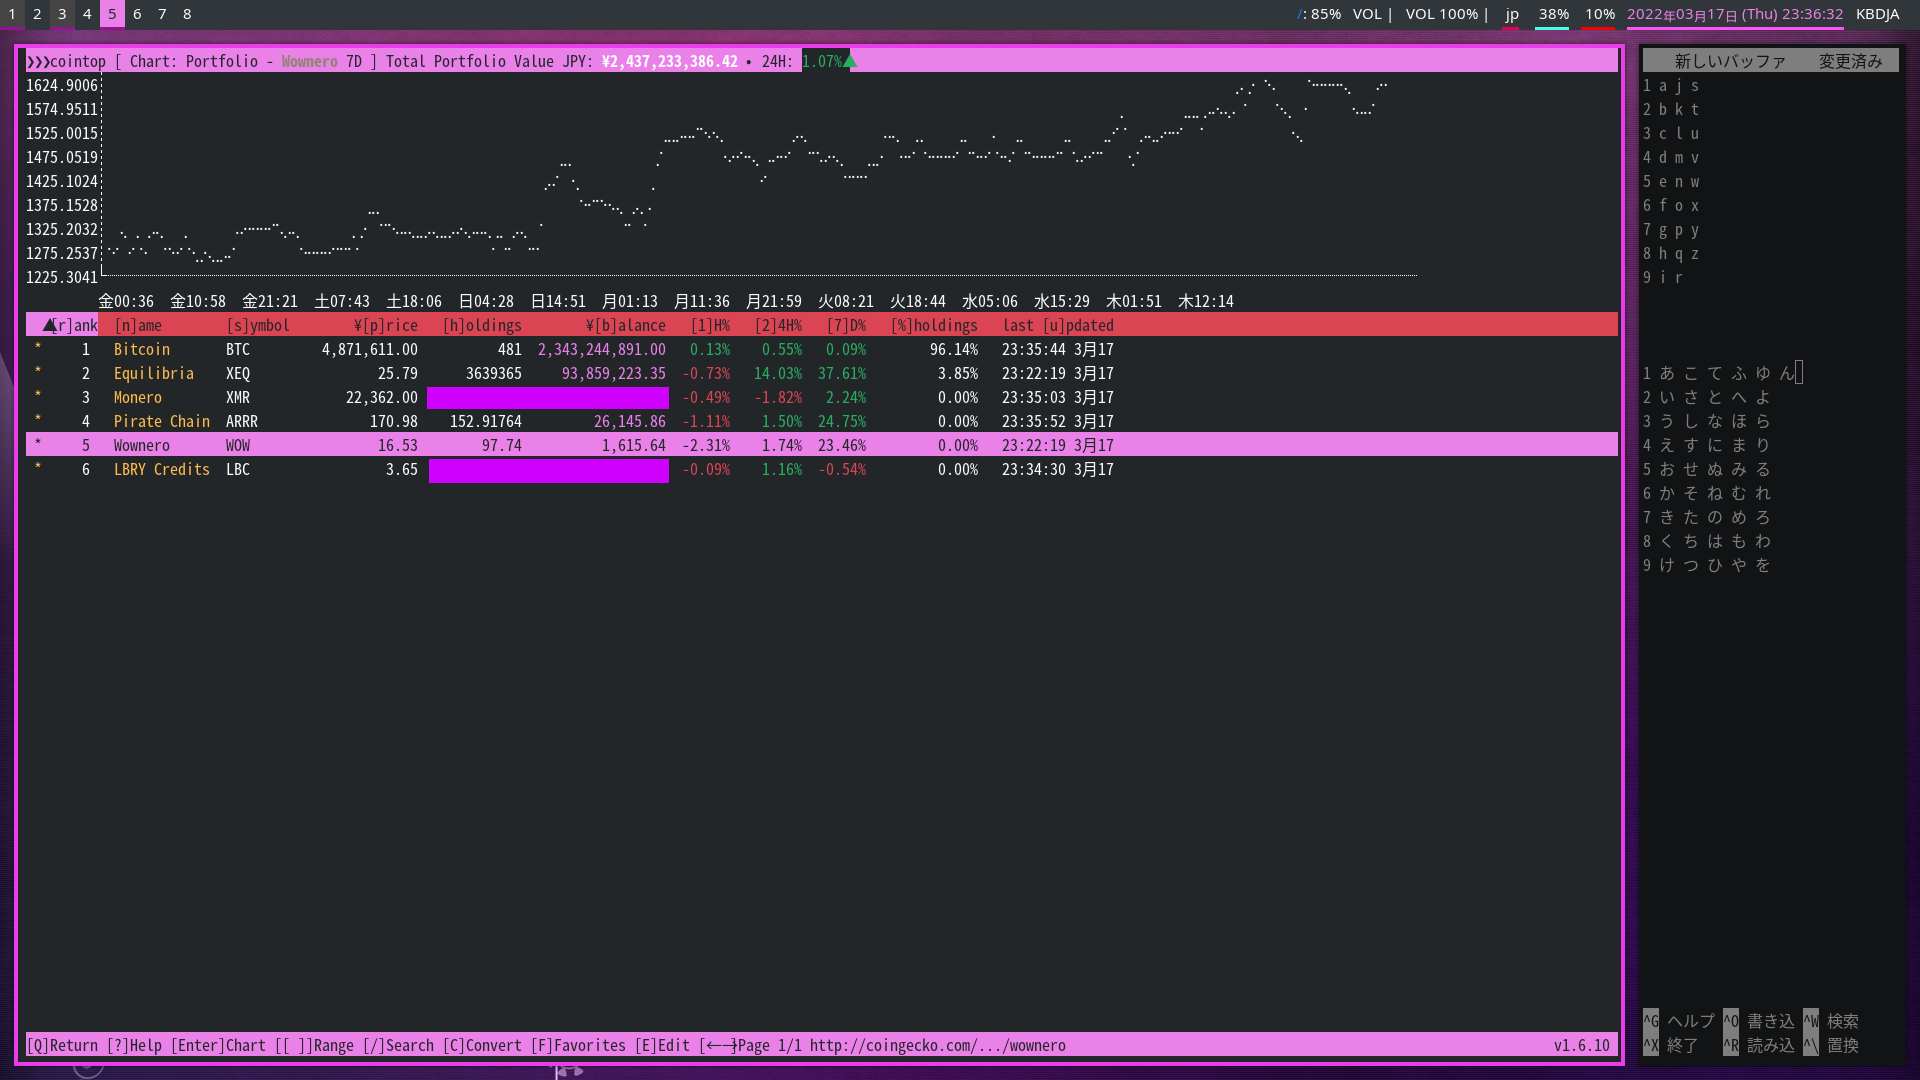 1 2 3 4 5 6 7 8
/: 85% VOL | VOL 100% | jp 38% 10% 2022年03月17日 (Thu) 23:36:32 KBDJA
❯❯❯cointop [ Chart: Portfolio - Wownero 7D ] Total Portfolio Value JPY: ¥2,437,233,386.42 • 24H: 1.07%▲
1624.9006
1574.9511
1525.0015
1475.0519
1425.1024
1375.1528
1325.2032
1275.2537
1225.3041
金00:36 金10:58 金21:21 土07:43 土18:06 日04:28 日14:51 月01:13 月11:36 月21:59 火08:21 火18:44 水05:06 水15:29 木01:51 木12:14
▲[r]ank [n]ame [s]ymbol ¥[p]rice [h]oldings ¥[b]alance [1]H% [2]4H% [7]D% [%]holdings last [u]pdated
* 1 Bitcoin BTC 4,871,611.00 481 2,343,244,891.00 0.13% 0.55% 0.09% 96.14% 23:35:44 3月17
* 2 Equilibria XEQ 25.79 3639365 93,859,223.35 -0.73% 14.03% 37.61% 3.85% 23:22:19 3月17
* 3 Monero XMR 22,362.00 -0.49% -1.82% 2.24% 0.00% 23:35:03 3月17
* 4 Pirate Chain ARRR 170.98 152.91764 26,145.86 -1.11% 1.50% 24.75% 0.00% 23:35:52 3月17
* 5 Wownero WOW 16.53 97.74 1,615.64 -2.31% 1.74% 23.46% 0.00% 23:22:19 3月17
* 6 LBRY Credits LBC 3.65 -0.09% 1.16% -0.54% 0.00% 23:34:30 3月17
[Q]Return [?]Help [Enter]Chart [[ ]]Range [/]Search [C]Convert [F]Favorites [E]Edit [←→]Page 1/1 http://coingecko.com/.../wownero v1.6.10
新しいバッファ 変更済み
1 a j s
2 b k t
3 c l u
4 d m v
5 e n w
6 f o x
7 g p y
8 h q z
9 i r
1 あ こ て ふ ゆ ん
2 い さ と へ よ
3 う し な ほ ら
4 え す に ま り
5 お せ ぬ み る
6 か そ ね む れ
7 き た の め ろ
8 く ち は も わ
9 け つ ひ や を
^G ヘルプ ^O 書き込 ^W 検索
^X 終了 ^R 読み込 ^\ 置換